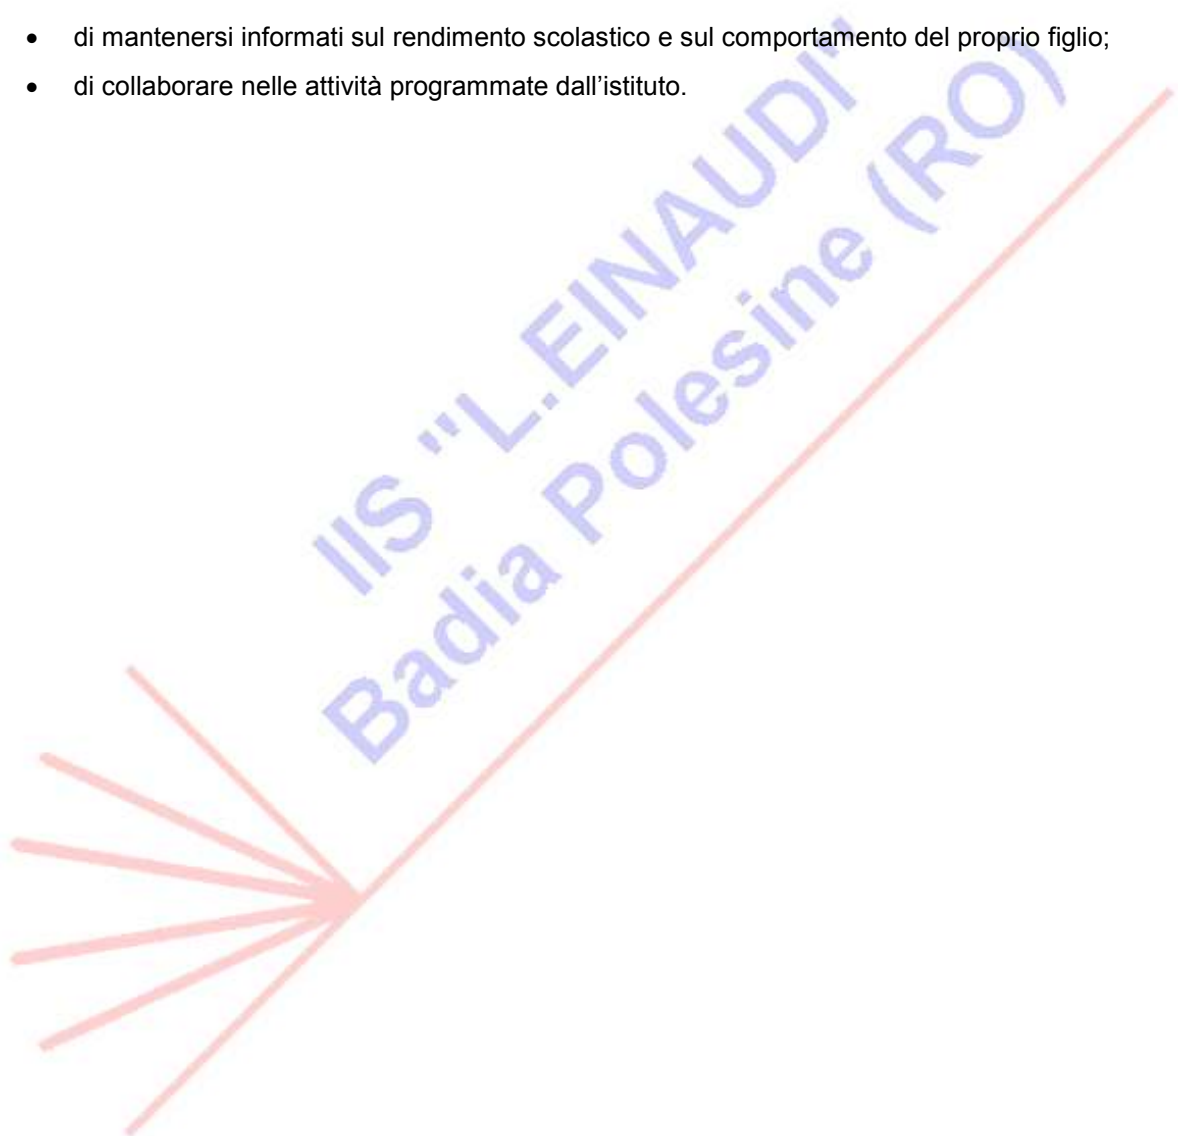 • di mantenersi informati sul rendimento scolastico e sul comportamento del proprio figlio;
• di collaborare nelle attività programmate dall’istituto.
IIS "L.EINAUDI"
Badia Polesine (RO)